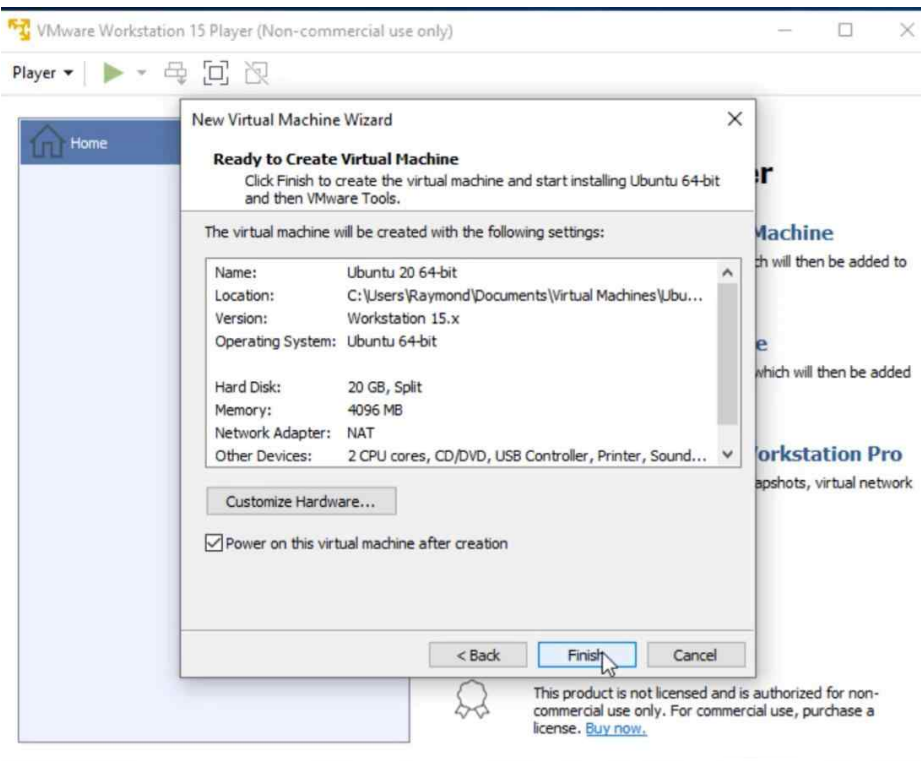 VMware Workstation 15 Player (Non-commercial use only)
Player
Home
New Virtual Machine Wizard
Ready to Create Virtual Machine
Click Finish to create the virtual machine and start installing Ubuntu 64-bit
and then VMware Tools.
The virtual machine will be created with the following settings:
Name: Ubuntu 20 64-bit
Location: C:\Users\Raymond\Documents\Virtual Machines\Ubu...
Version: Workstation 15.x
Operating System: Ubuntu 64-bit
Hard Disk: 20 GB, Split
Memory: 4096 MB
Network Adapter: NAT
Other Devices: 2 CPU cores, CD/DVD, USB Controller, Printer, Sound...
Customize Hardware...
Power on this virtual machine after creation
< Back Finish Cancel
er
Machine
ch will then be added to
e
which will then be added
Workstation Pro
apshots, virtual network
This product is not licensed and is authorized for non-
commercial use only. For commercial use, purchase a
license. Buy now.